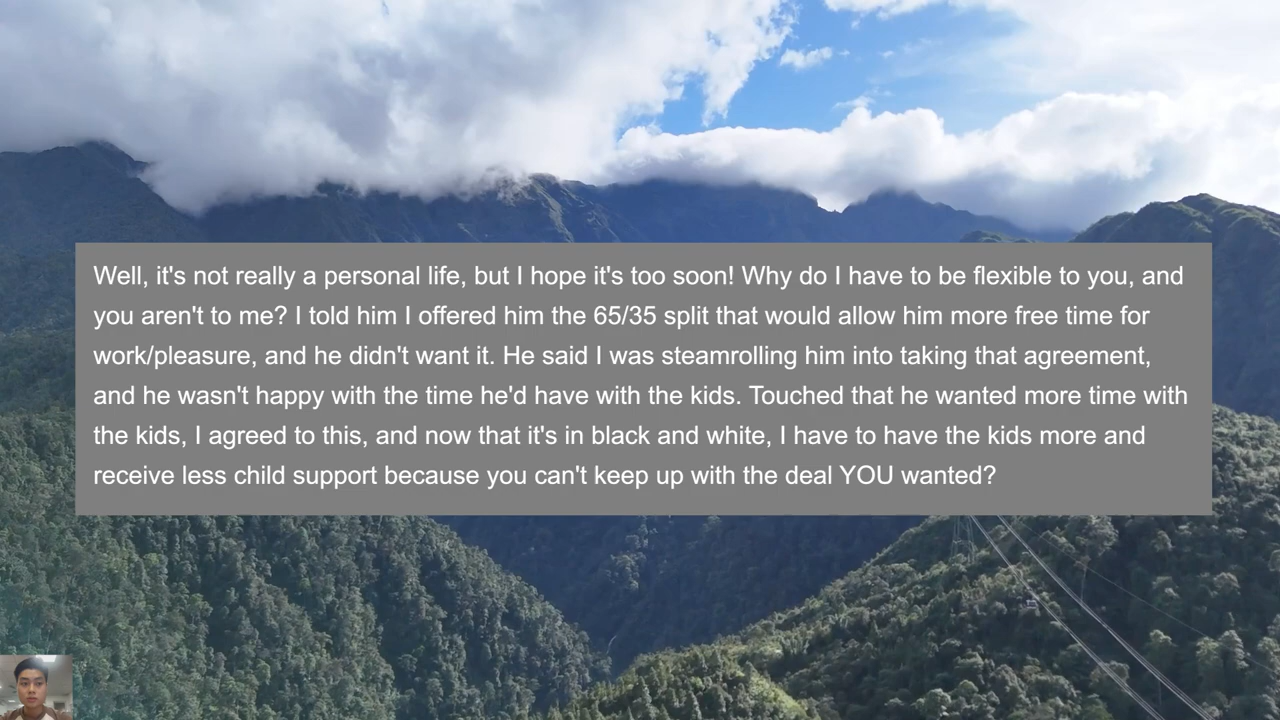 Well, it's not really a personal life, but I hope it's too soon! Why do I have to be flexible to you, and
you aren't to me? I told him I offered him the 65/35 split that would allow him more free time for
work/pleasure, and he didn't want it. He said I was steamrolling him into taking that agreement,
and he wasn't happy with the time he'd have with the kids. Touched that he wanted more time with
the kids, I agreed to this, and now that it's in black and white, I have to have the kids more and
receive less child support because you can't keep up with the deal YOU wanted?